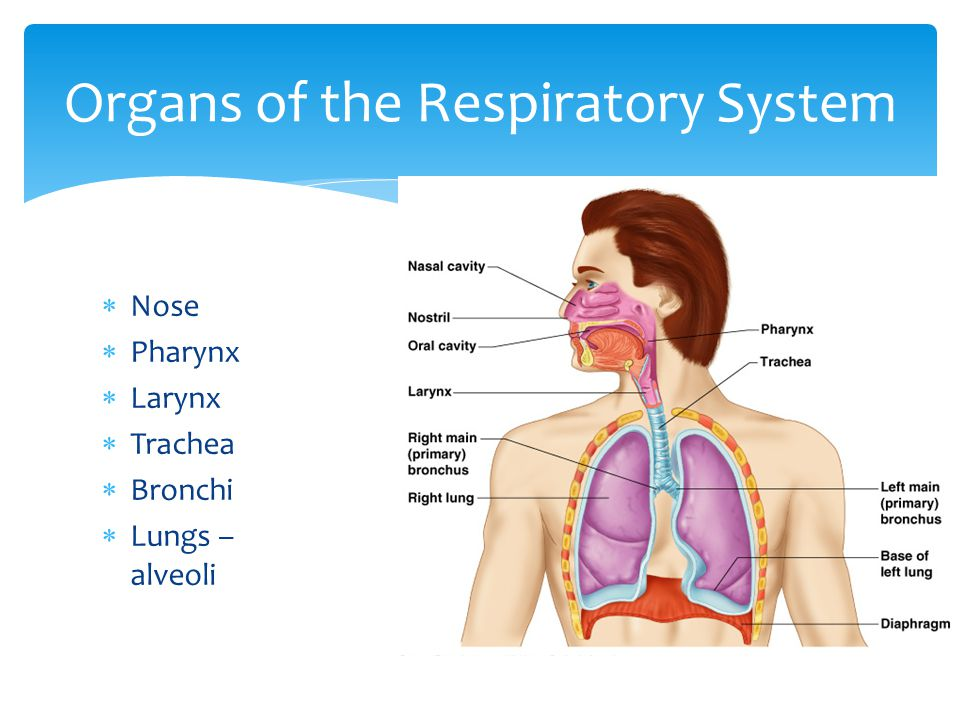 Organs of the Respiratory System
Nose
Pharynx
Larynx
Trachea
Bronchi
Lungs –
alveoli
Nasal cavity
Nostril
Oral cavity
Larynx
Right main
(primary)
bronchus
Right lung
Pharynx
Trachea
Left main
(primary)
bronchus
Base of
left lung
Diaphragm